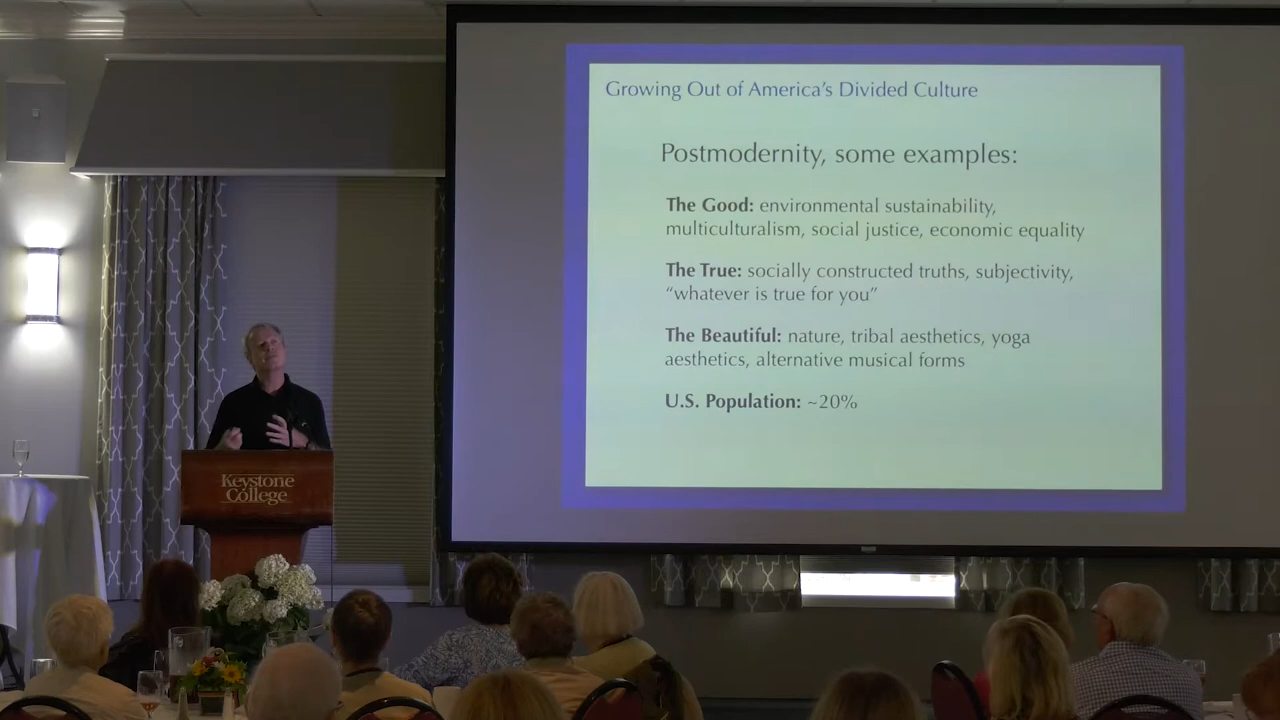 Growing Out of America's Divided Culture
Postmodernity, some examples:
The Good: environmental sustainability,
multiculturalism, social justice, economic equality
The True: socially constructed truths, subjectivity,
“whatever is true for you”
The Beautiful: nature, tribal aesthetics, yoga
aesthetics, alternative musical forms
U.S. Population: ~20%
Keystone
College